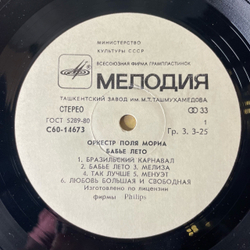 МИНИСТЕРСТВО
КУЛЬТУРЫ СССР
ВСЕСОЮЗНАЯ ФИРМА ГРАМПЛАСТИНОК
МЕЛОДИЯ
ТАШКЕНТСКИЙ ЗАВОД ИМ. М.Т.ТАШМУХАМЕДОВА
СТЕРЕО 33
ГОСТ 5289-80 1
С60-14673 Гр. 3. 3-25
ОРКЕСТР ПОЛЯ МОРИА
БАБЬЕ ЛЕТО
1. БРАЗИЛЬСКИЙ КАРНАВАЛ
2. БАБЬЕ ЛЕТО 3. МЕЛИЗА
4. ТАК ЛУЧШЕ 5. МЕНУЭТ
6. ЛЮБОВЬ БОЛЬШАЯ И СВОБОДНАЯ
Изготовлено по лицензии
фирмы Philips